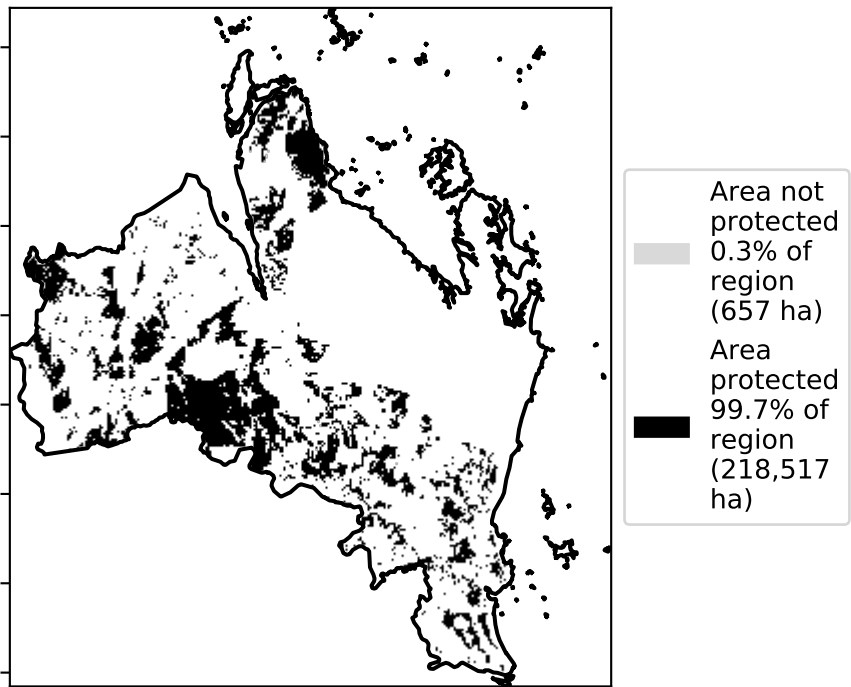 Area not
protected
0.3% of
region
(657 ha)
Area
protected
99.7% of
region
(218,517
ha)